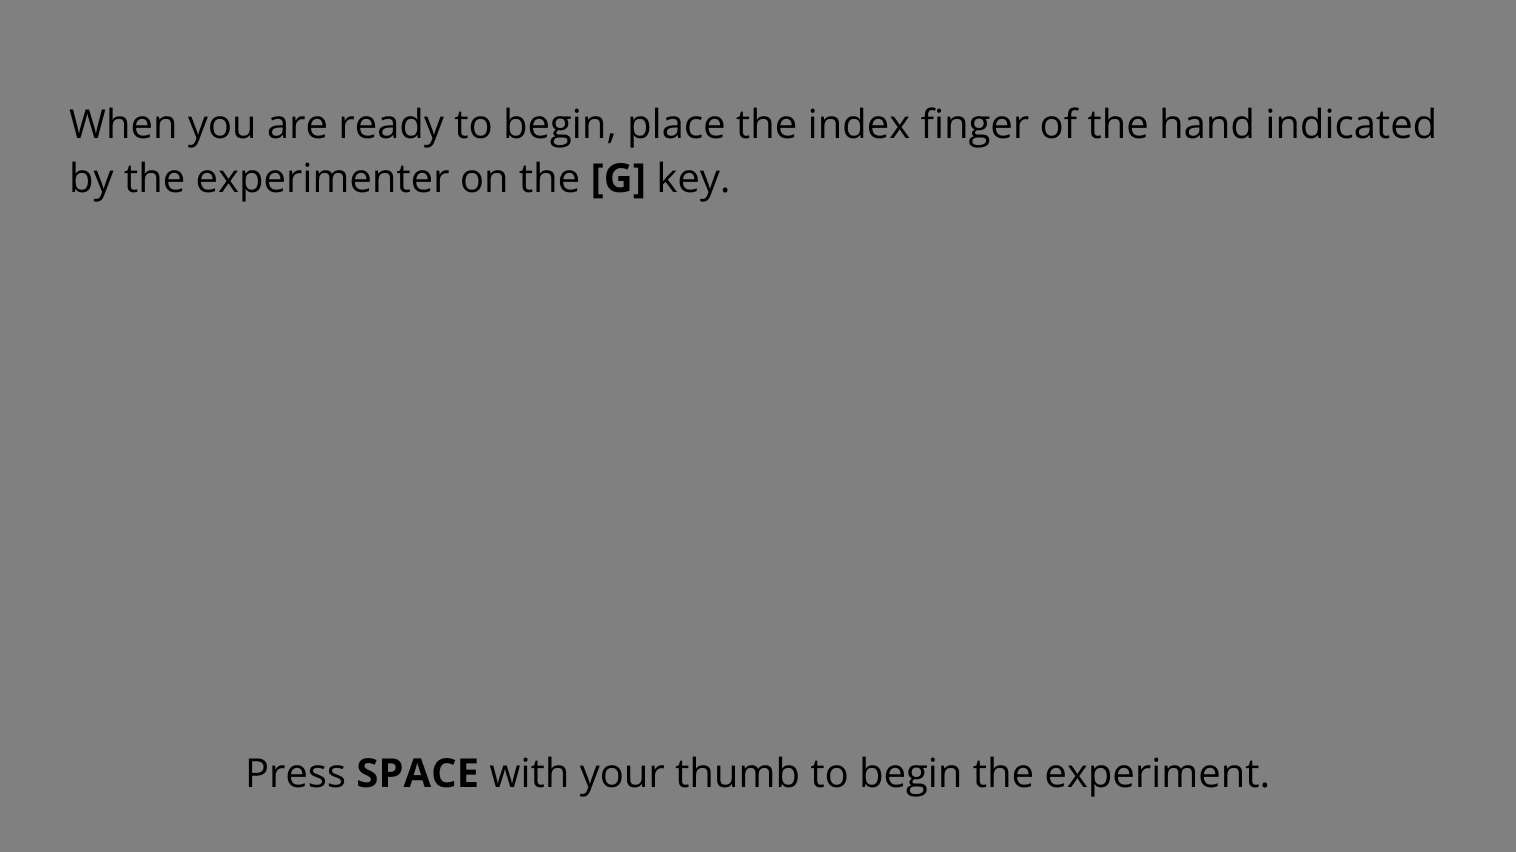 When you are ready to begin, place the index finger of the hand indicated
by the experimenter on the [G] key.
Press SPACE with your thumb to begin the experiment.